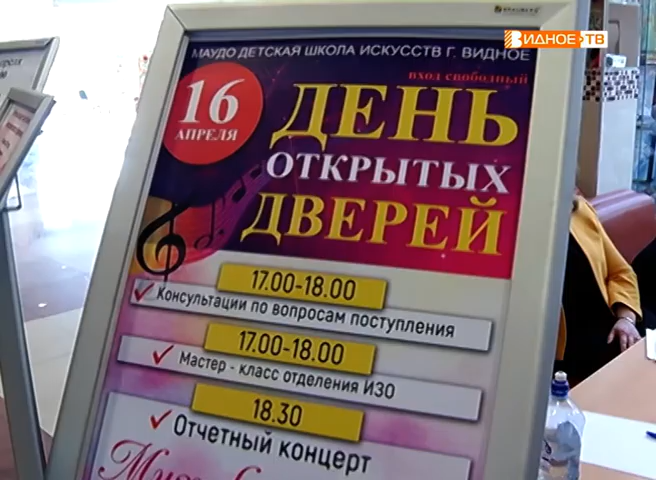 ВИДНОЕ ТВ
МАУДО ДЕТСКАЯ ШКОЛА ИСКУССТВ Г. ВИДНОЕ
вход свободный
16
АПРЕЛЯ
ДЕНЬ
ОТКРЫТЫХ
ДВЕРЕЙ
17.00-18.00
Консультации по вопросам поступления
17.00-18.00
Мастер - класс отделения ИЗО
18.30
Отчетный концерт